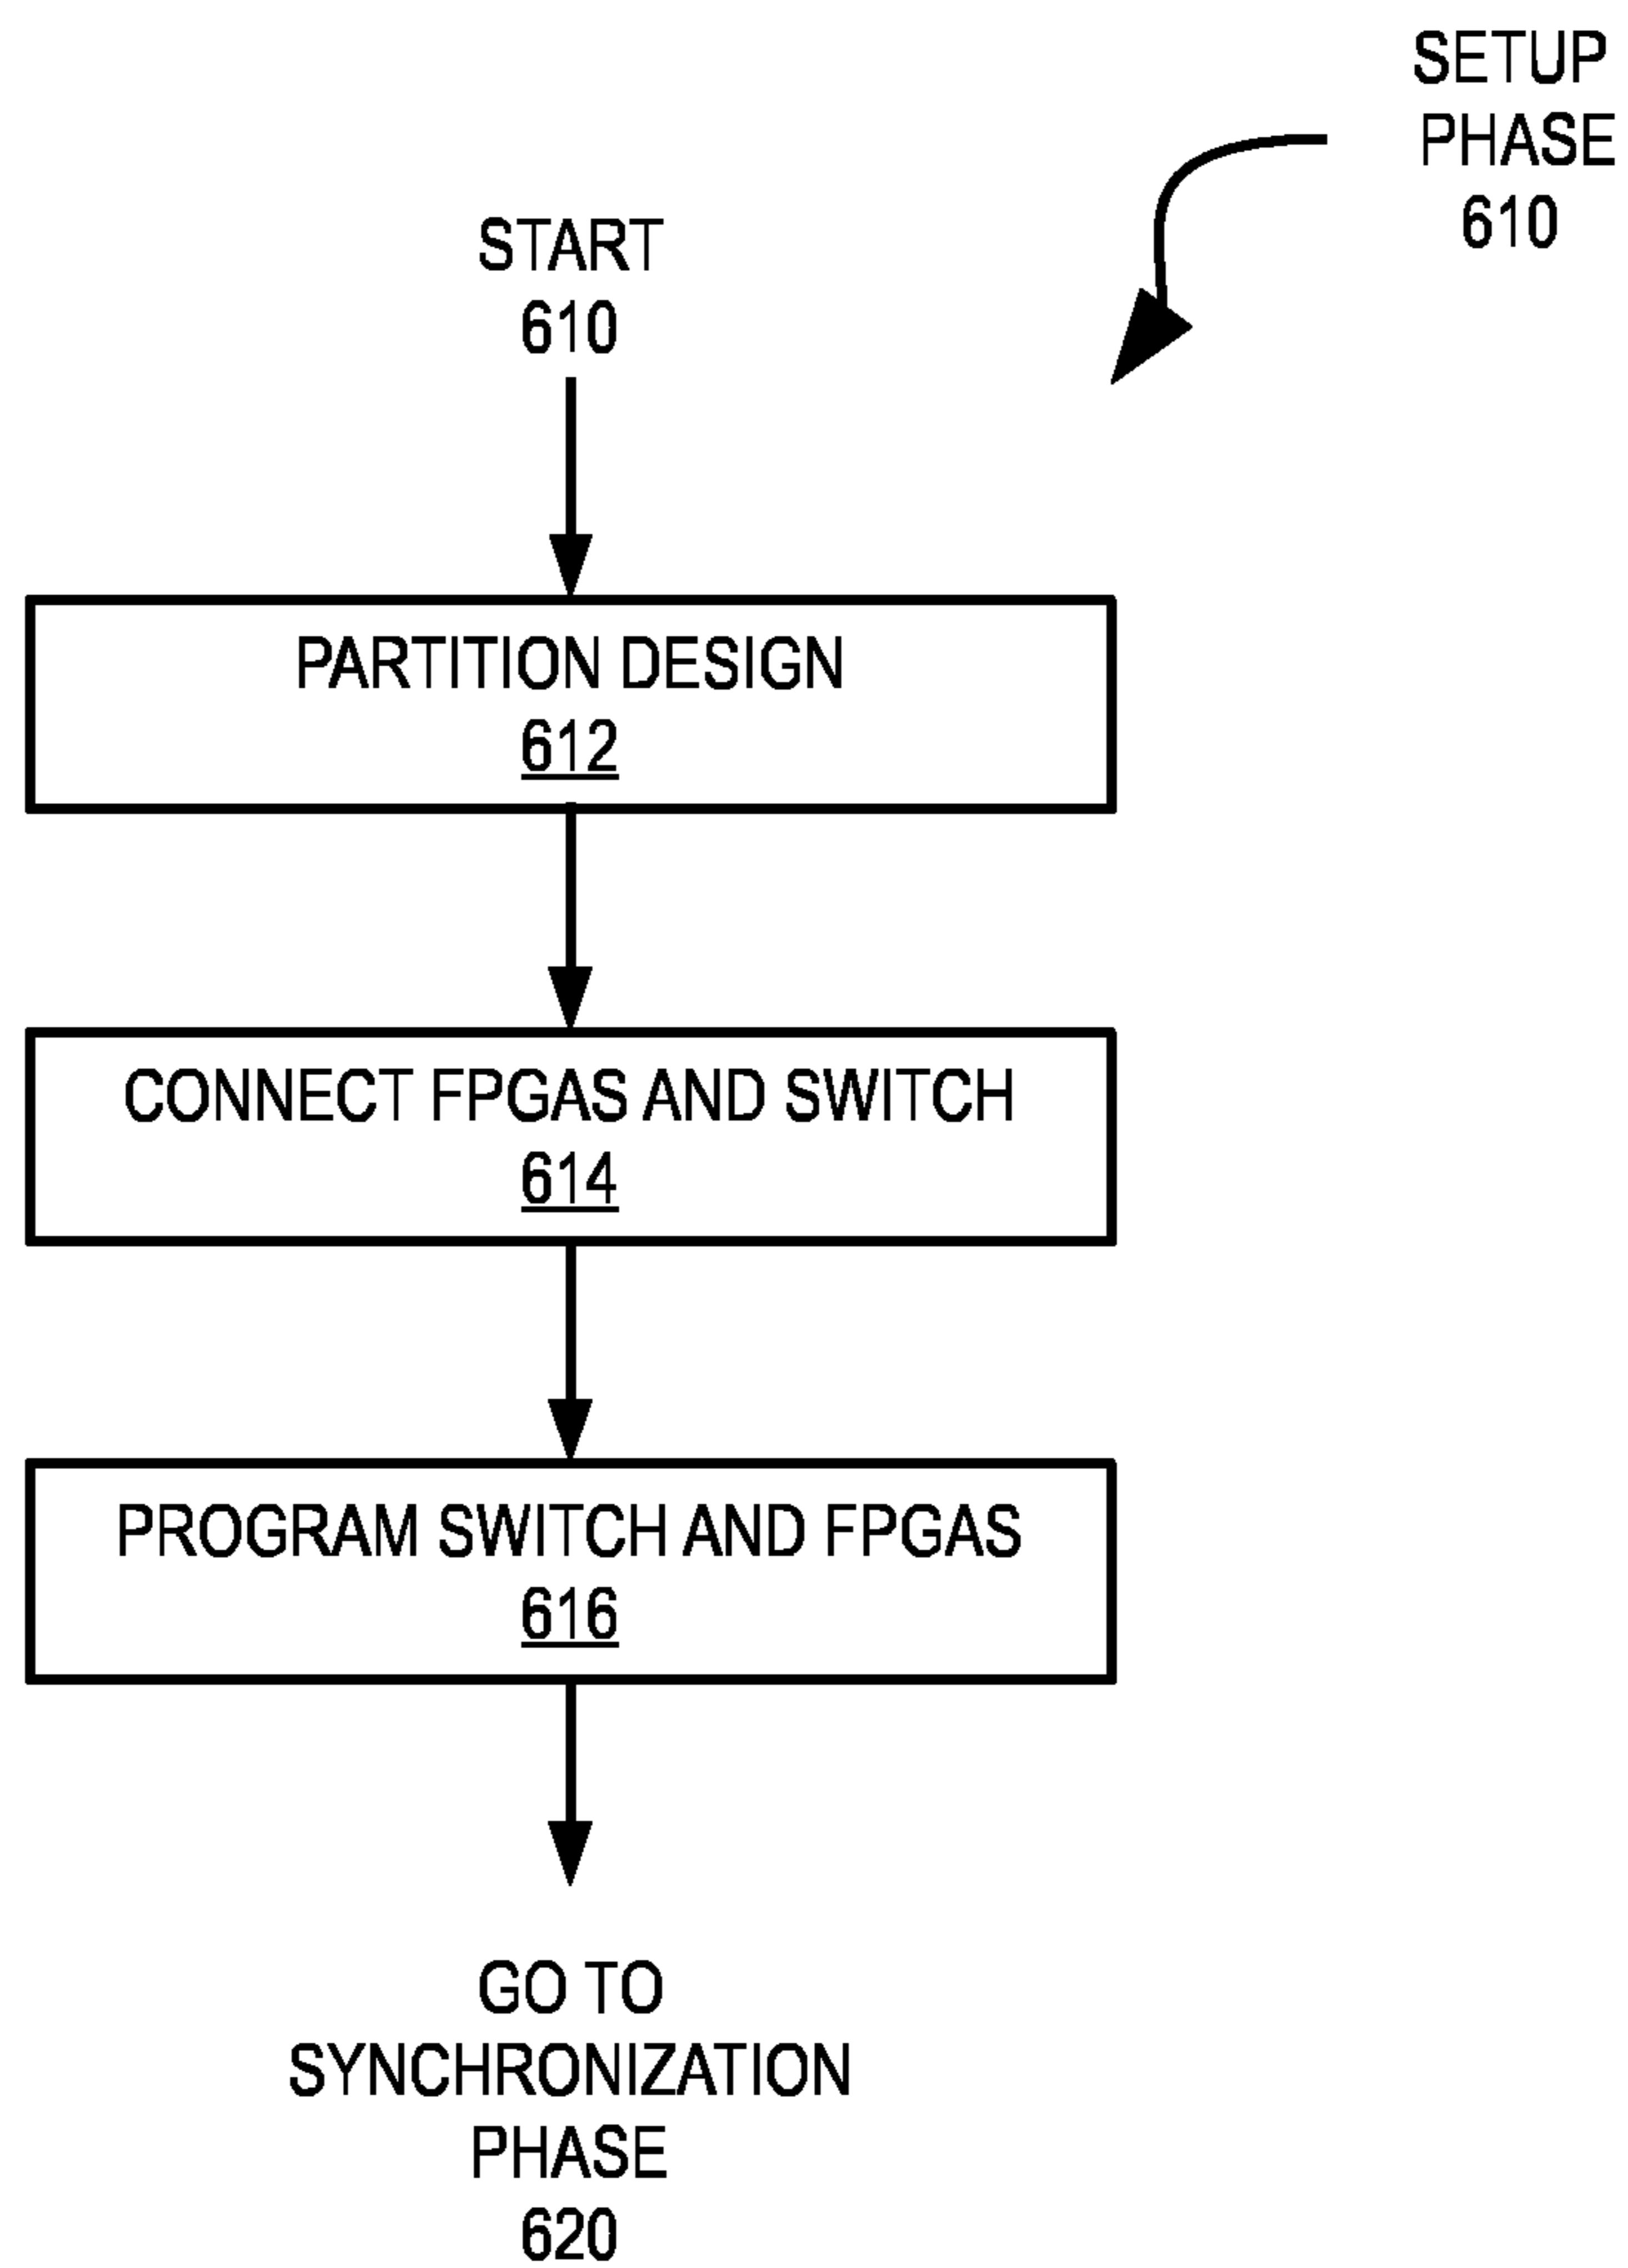 SETUP
PHASE
610
START
610
PARTITION DESIGN
612
CONNECT FPGAS AND SWITCH
614
PROGRAM SWITCH AND FPGAS
616
GO TO
SYNCHRONIZATION
PHASE
620